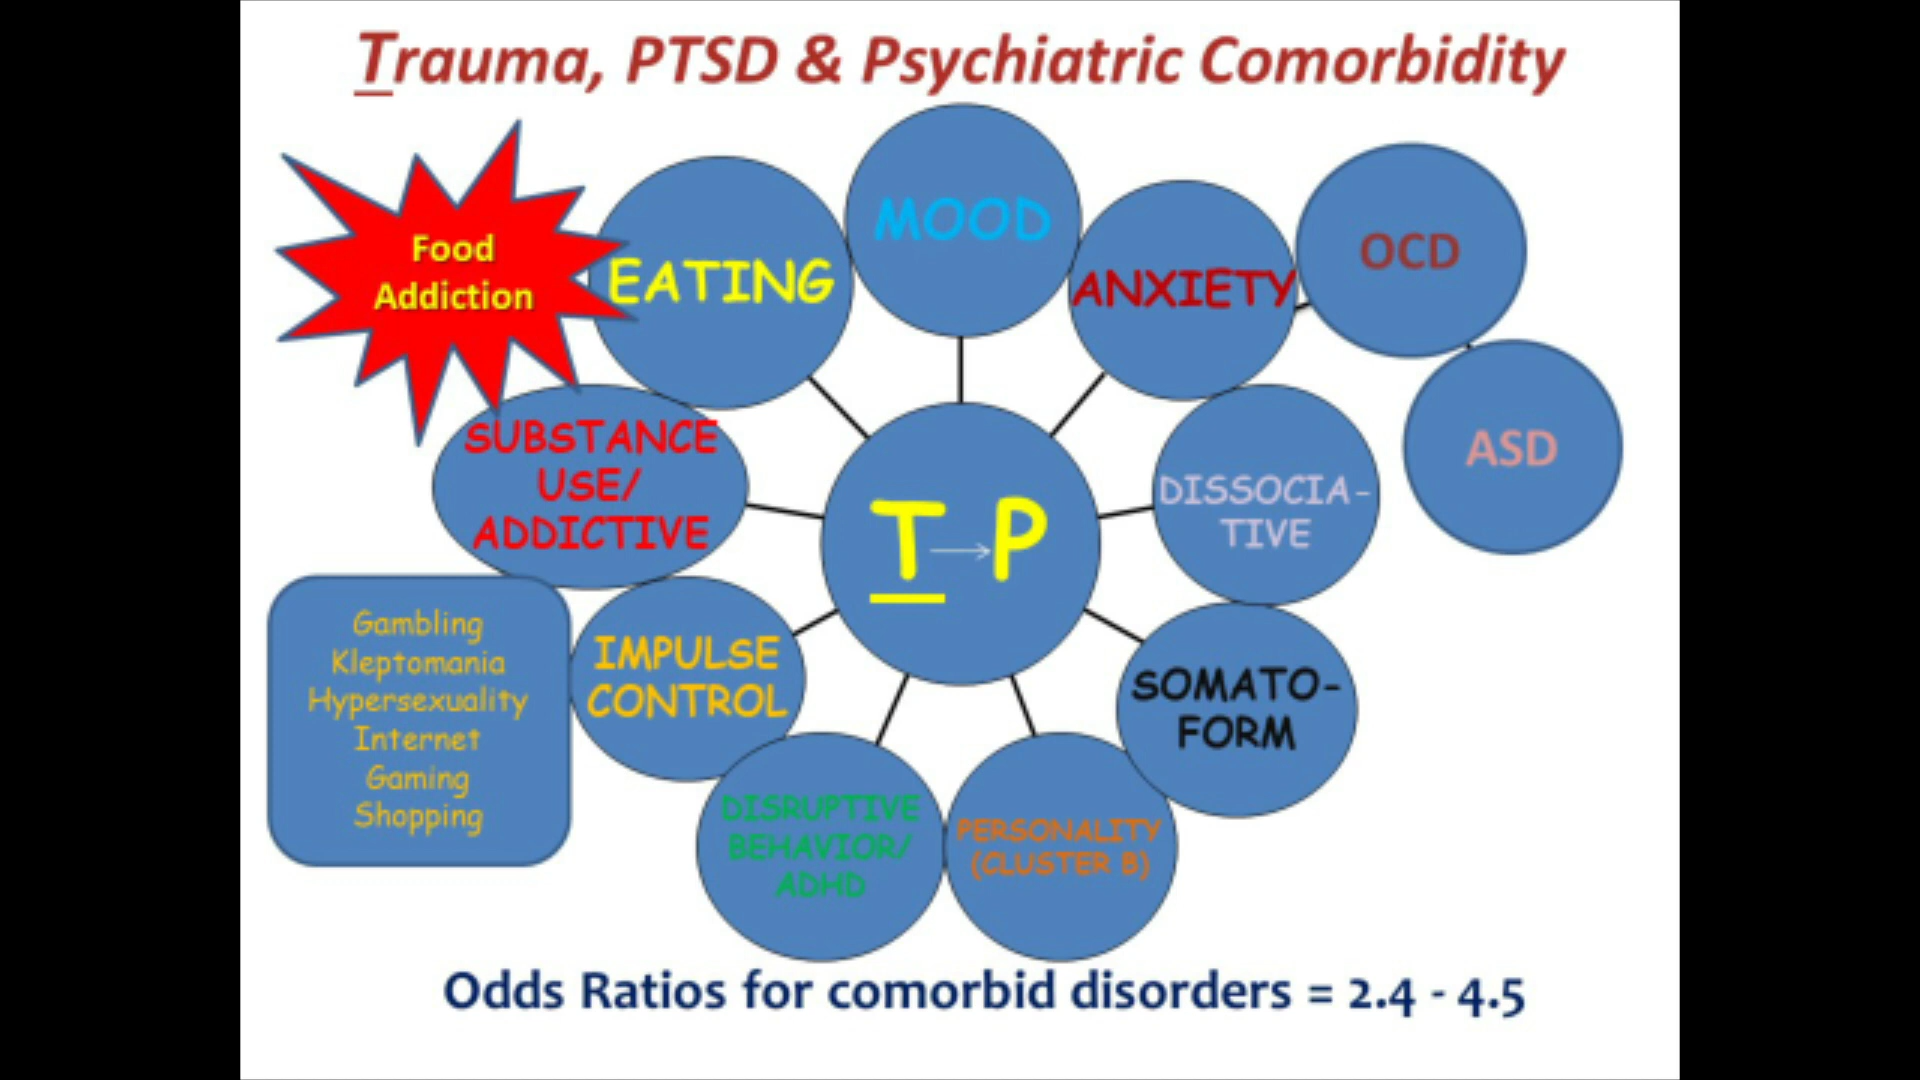 Trauma, PTSD & Psychiatric Comorbidity
Food
Addiction
EATING
MOOD
ANXIETY
OCD
ASD
SUBSTANCE
USE/
ADDICTIVE
T→P
DISSOCIA-
TIVE
Gambling
Kleptomania
Hypersexuality
Internet
Gaming
Shopping
IMPULSE
CONTROL
SOMATO-
FORM
DISRUPTIVE
BEHAVIOR/
ADHD
PERSONALITY
(CLUSTER B)
Odds Ratios for comorbid disorders = 2.4 - 4.5